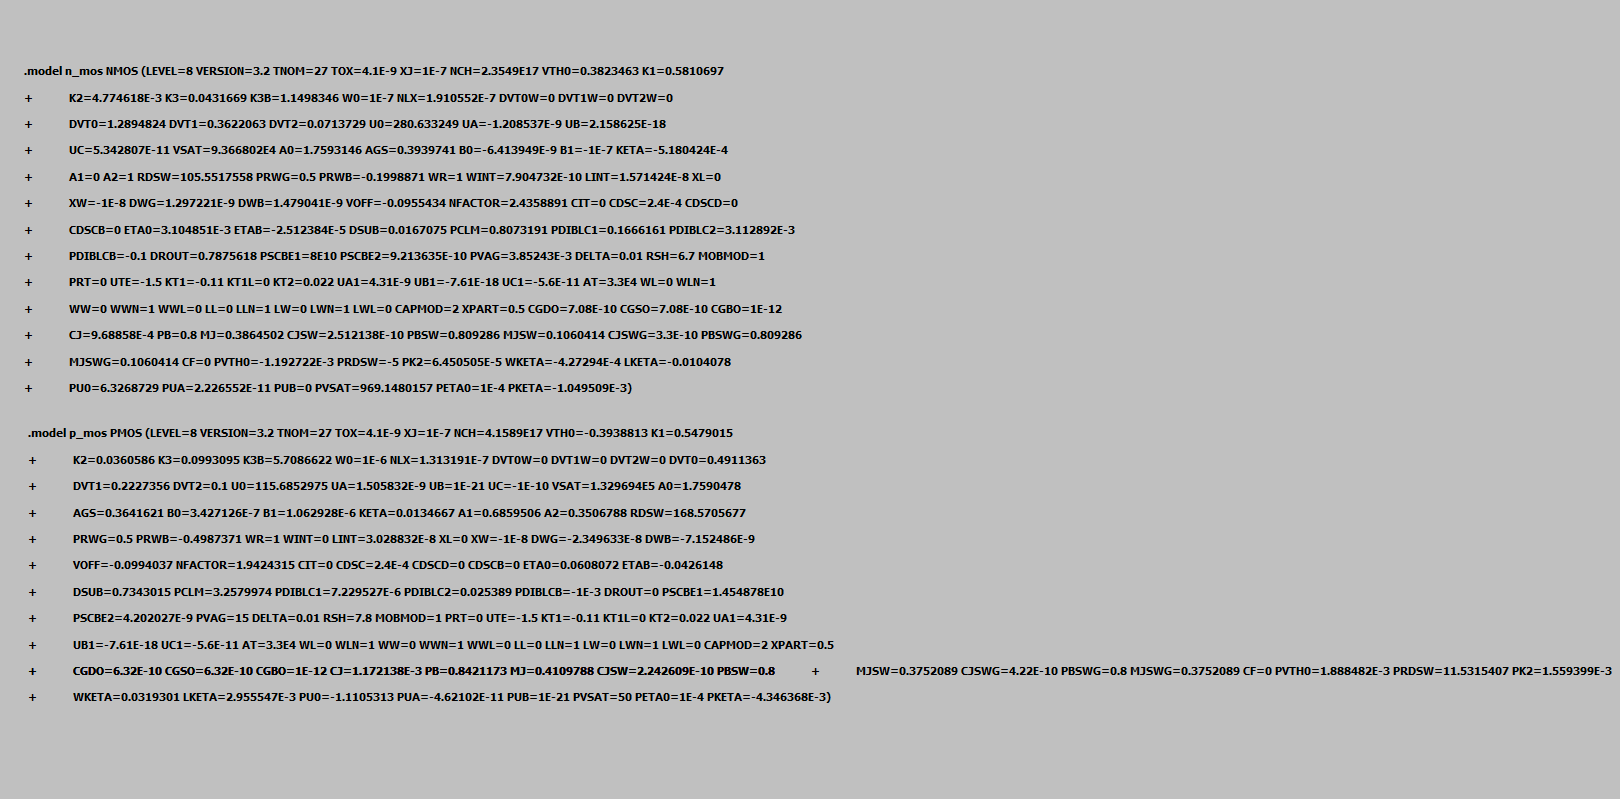 .model n_mos NMOS (LEVEL=8 VERSION=3.2 TNOM=27 TOX=4.1E-9 XJ=1E-7 NCH=2.3549E17 VTH0=0.3823463 K1=0.5810697
+ K2=4.774618E-3 K3=0.0431669 K3B=1.1498346 W0=1E-7 NLX=1.910552E-7 DVT0W=0 DVT1W=0 DVT2W=0
+ DVT0=1.2894824 DVT1=0.3622063 DVT2=0.0713729 U0=280.633249 UA=-1.208537E-9 UB=2.158625E-18
+ UC=5.342807E-11 VSAT=9.366802E4 A0=1.7593146 AGS=0.3939741 B0=-6.413949E-9 B1=-1E-7 KETA=-5.180424E-4
+ A1=0 A2=1 RDSW=105.5517558 PRWG=0.5 PRWB=-0.1998871 WR=1 WINT=7.904732E-10 LINT=1.571424E-8 XL=0
+ XW=-1E-8 DWG=1.297221E-9 DWB=1.479041E-9 VOFF=-0.0955434 NFACTOR=2.4358891 CIT=0 CDSC=2.4E-4 CDSCD=0
+ CDSCB=0 ETA0=3.104851E-3 ETAB=-2.512384E-5 DSUB=0.0167075 PCLM=0.8073191 PDIBLC1=0.1666161 PDIBLC2=3.112892E-3
+ PDIBLCB=-0.1 DROUT=0.7875618 PSCBE1=8E10 PSCBE2=9.213635E-10 PVAG=3.85243E-3 DELTA=0.01 RSH=6.7 MOBMOD=1
+ PRT=0 UTE=-1.5 KT1=-0.11 KT1L=0 KT2=0.022 UA1=4.31E-9 UB1=-7.61E-18 UC1=-5.6E-11 AT=3.3E4 WL=0 WLN=1
+ WW=0 WWN=1 WWL=0 LL=0 LLN=1 LW=0 LWN=1 LWL=0 CAPMOD=2 XPART=0.5 CGDO=7.08E-10 CGSO=7.08E-10 CGBO=1E-12
+ CJ=9.68858E-4 PB=0.8 MJ=0.3864502 CJSW=2.512138E-10 PBSW=0.809286 MJSW=0.1060414 CJSWG=3.3E-10 PBSWG=0.809286
+ MJSWG=0.1060414 CF=0 PVTH0=-1.192722E-3 PRDSW=-5 PK2=6.450505E-5 WKETA=-4.27294E-4 LKETA=-0.0104078
+ PU0=6.3268729 PUA=2.226552E-11 PUB=0 PVSAT=969.1480157 PETA0=1E-4 PKETA=-1.049509E-3)
.model p_mos PMOS (LEVEL=8 VERSION=3.2 TNOM=27 TOX=4.1E-9 XJ=1E-7 NCH=4.1589E17 VTH0=-0.3938813 K1=0.5479015
+ K2=0.0360586 K3=0.0993095 K3B=5.7086622 W0=1E-6 NLX=1.313191E-7 DVT0W=0 DVT1W=0 DVT2W=0 DVT0=0.4911363
+ DVT1=0.2227356 DVT2=0.1 U0=115.6852975 UA=1.505832E-9 UB=1E-21 UC=-1E-10 VSAT=1.329694E5 A0=1.7590478
+ AGS=0.3641621 B0=3.427126E-7 B1=1.062928E-6 KETA=0.0134667 A1=0.6859506 A2=0.3506788 RDSW=168.5705677
+ PRWG=0.5 PRWB=-0.4987371 WR=1 WINT=0 LINT=3.028832E-8 XL=0 XW=-1E-8 DWG=-2.349633E-8 DWB=-7.152486E-9
+ VOFF=-0.0994037 NFACTOR=1.9424315 CIT=0 CDSC=2.4E-4 CDSCD=0 CDSCB=0 ETA0=0.0608072 ETAB=-0.0426148
+ DSUB=0.7343015 PCLM=3.2579974 PDIBLC1=7.229527E-6 PDIBLC2=0.025389 PDIBLCB=-1E-3 DROUT=0 PSCBE1=1.454878E10
+ PSCBE2=4.202027E-9 PVAG=15 DELTA=0.01 RSH=7.8 MOBMOD=1 PRT=0 UTE=-1.5 KT1=-0.11 KT1L=0 KT2=0.022 UA1=4.31E-9
+ UB1=-7.61E-18 UC1=-5.6E-11 AT=3.3E4 WL=0 WLN=1 WW=0 WWN=1 WWL=0 LL=0 LLN=1 LW=0 LWN=1 LWL=0 CAPMOD=2 XPART=0.5
+ CGDO=6.32E-10 CGSO=6.32E-10 CGBO=1E-12 CJ=1.172138E-3 PB=0.8421173 MJ=0.4109788 CJSW=2.242609E-10 PBSW=0.8 + MJSW=0.3752089 CJSWG=4.22E-10 PBSWG=0.8 MJSWG=0.3752089 CF=0 PVTH0=1.888482E-3 PRDSW=11.5315407 PK2=1.559399E-3
+ WKETA=0.0319301 LKETA=2.955547E-3 PU0=-1.1105313 PUA=-4.62102E-11 PUB=1E-21 PVSAT=50 PETA0=1E-4 PKETA=-4.346368E-3)